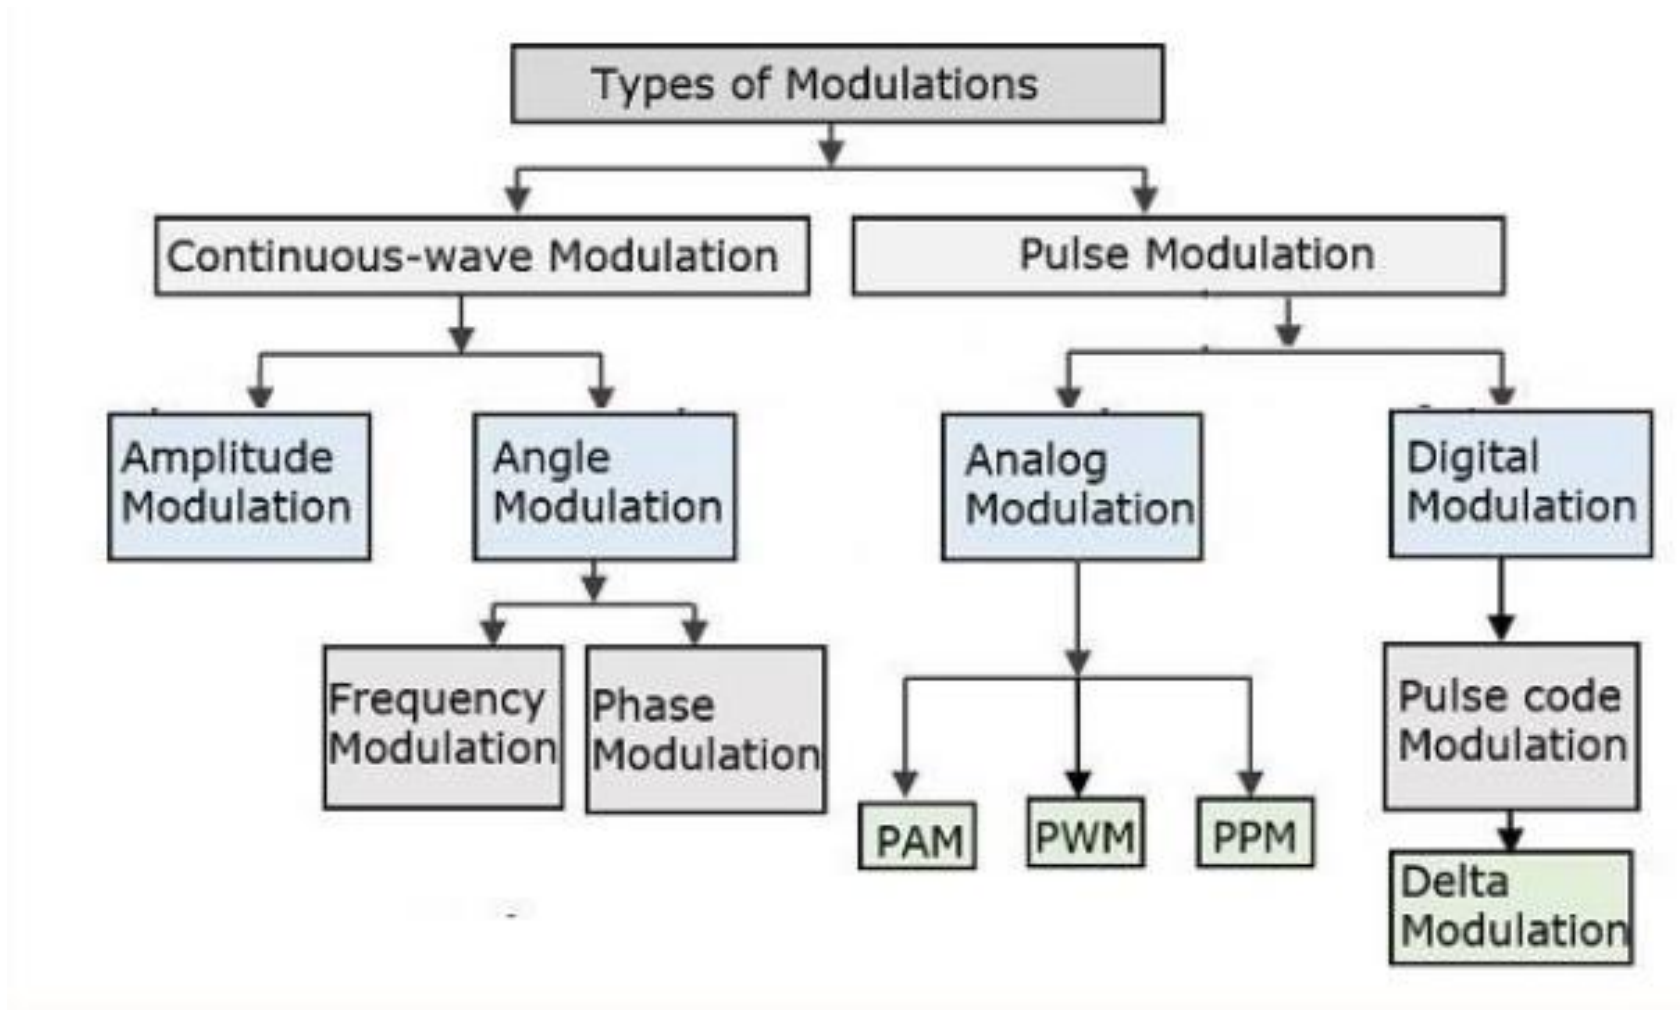 Types of Modulations
Continuous-wave Modulation
Pulse Modulation
Amplitude
Modulation
Angle
Modulation
Analog
Modulation
Digital
Modulation
Frequency
Modulation
Phase
Modulation
Pulse code
Modulation
PAM
PWM
PPM
Delta
Modulation